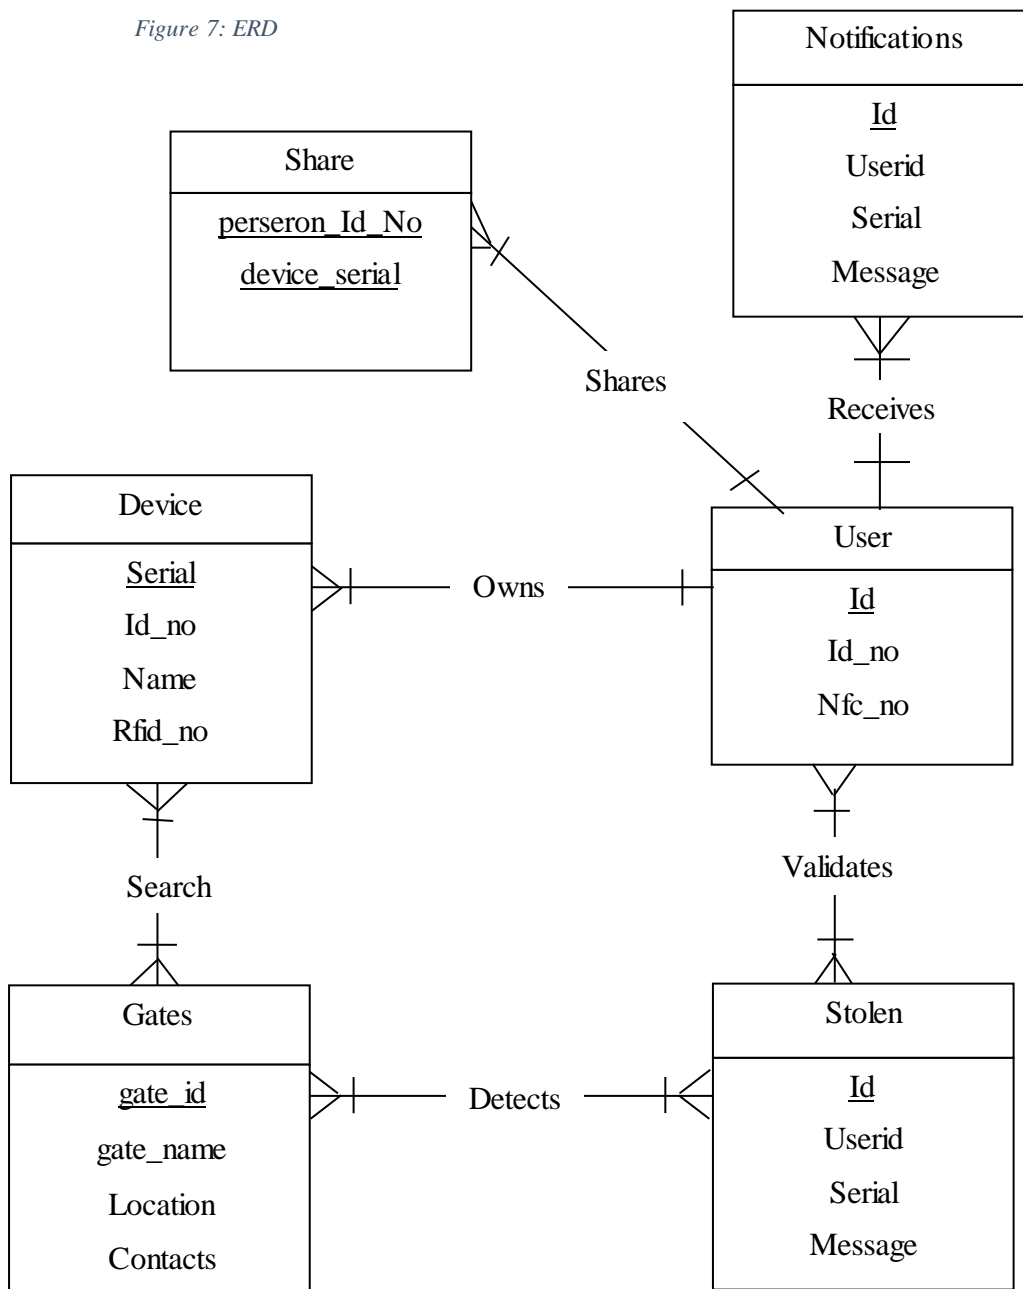 Figure 7: ERD
Notifications
Id
Userid
Serial
Message
Share
perseron_Id_No
device_serial
Shares
Receives
Device
Serial
Id_no
Name
Rfid_no
Owns
User
Id
Id_no
Nfc_no
Search
Validates
Gates
gate_id
gate_name
Location
Contacts
Detects
Stolen
Id
Userid
Serial
Message